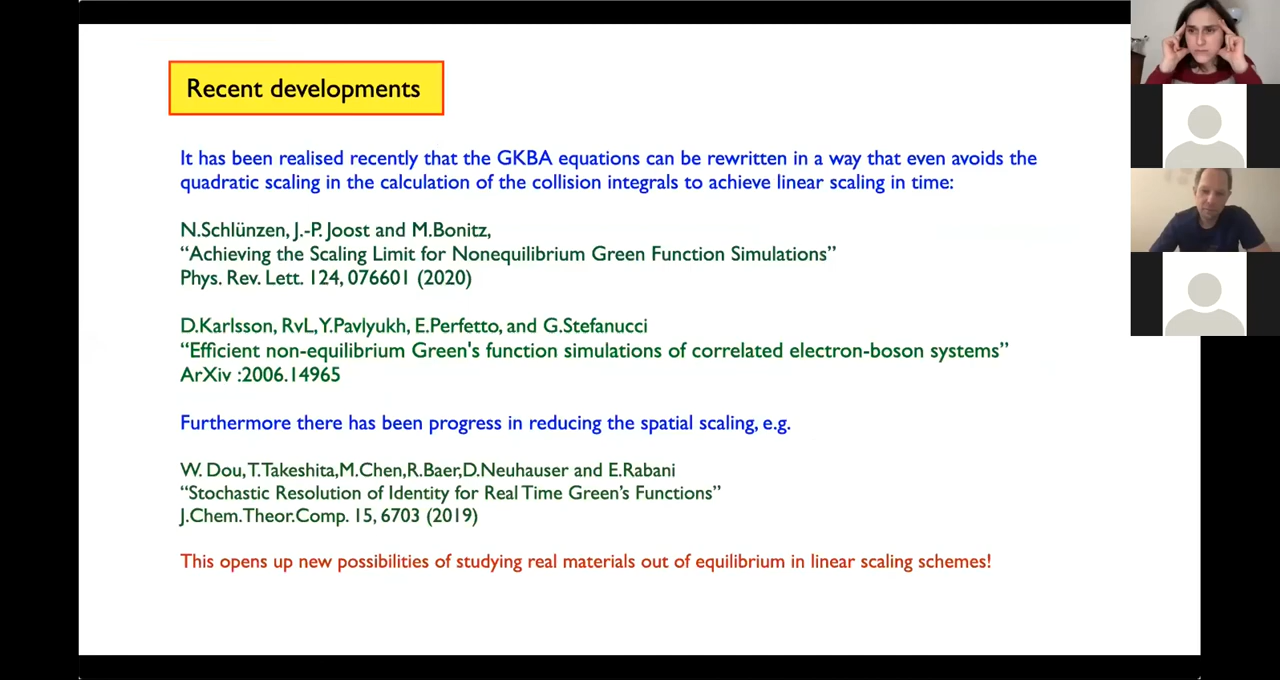 Recent developments
It has been realised recently that the GKBA equations can be rewritten in a way that even avoids the
quadratic scaling in the calculation of the collision integrals to achieve linear scaling in time:
N.Schlünzen, J.-P. Joost and M.Bonitz,
“Achieving the Scaling Limit for Nonequilibrium Green Function Simulations”
Phys. Rev. Lett. 124, 076601 (2020)
D.Karlsson, RvL, Y.Pavlyukh, E.Perfetto, and G.Stefanucci
“Efficient non-equilibrium Green's function simulations of correlated electron-boson systems”
ArXiv :2006.14965
Furthermore there has been progress in reducing the spatial scaling, e.g.
W. Dou,T.Takeshita,M.Chen,R.Baer,D.Neuhauser and E.Rabani
“Stochastic Resolution of Identity for Real Time Green’s Functions”
J.Chem.Theor.Comp. 15, 6703 (2019)
This opens up new possibilities of studying real materials out of equilibrium in linear scaling schemes!